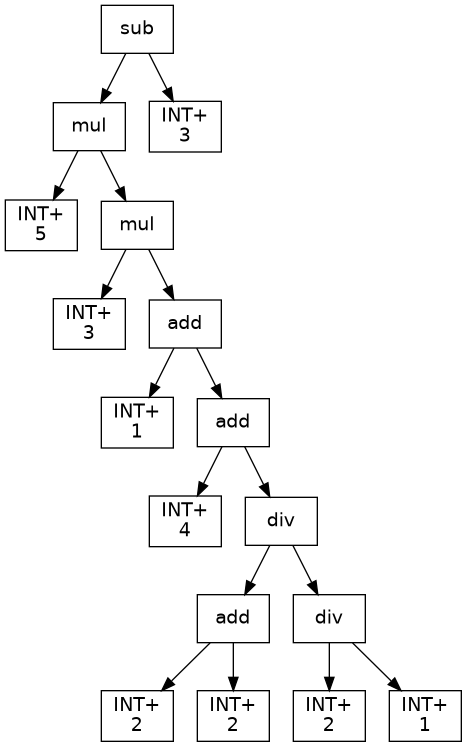 sub
mul
INT+
3
INT+
5
mul
INT+
3
add
INT+
1
add
INT+
4
div
add
div
INT+
2
INT+
2
INT+
2
INT+
1